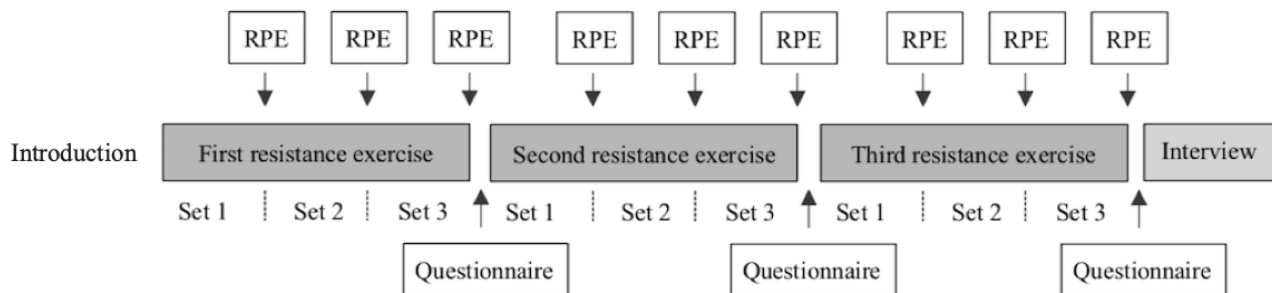 RPE RPE RPE RPE RPE RPE RPE RPE RPE
Introduction First resistance exercise Second resistance exercise Third resistance exercise Interview
Set 1 Set 2 Set 3 Set 1 Set 2 Set 3 Set 1 Set 2 Set 3
Questionnaire Questionnaire Questionnaire